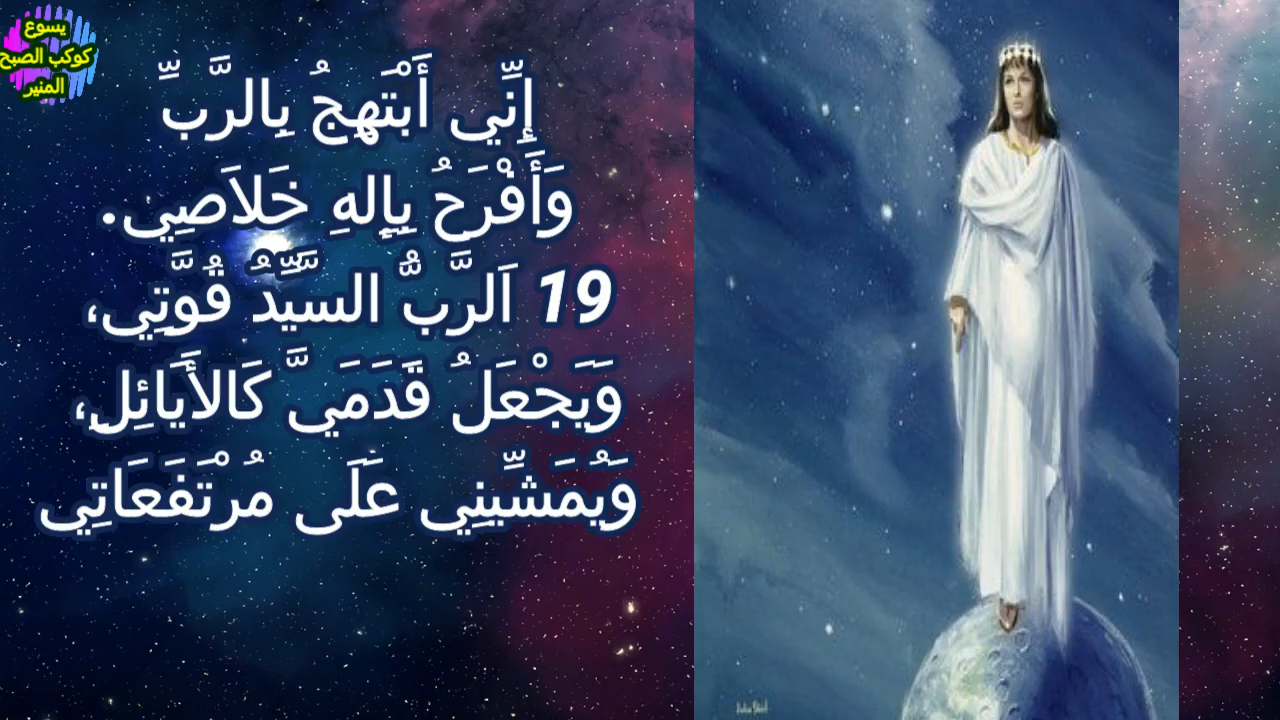 يسوع
كوكب الصبح
المنير
إِنِّي أَبْتَهِجُ بِالرَّبِّ
وَأَفْرَحُ بِإِلهِ خَلاَصِي.
19 اَلرَّبُّ السَّيِّدُ قُوَّتِي،
وَيَجْعَلُ قَدَمَيَّ كَالأَيَائِلِ،
وَيُمَشِّينِي عَلَى مُرْتَفَعَاتِي